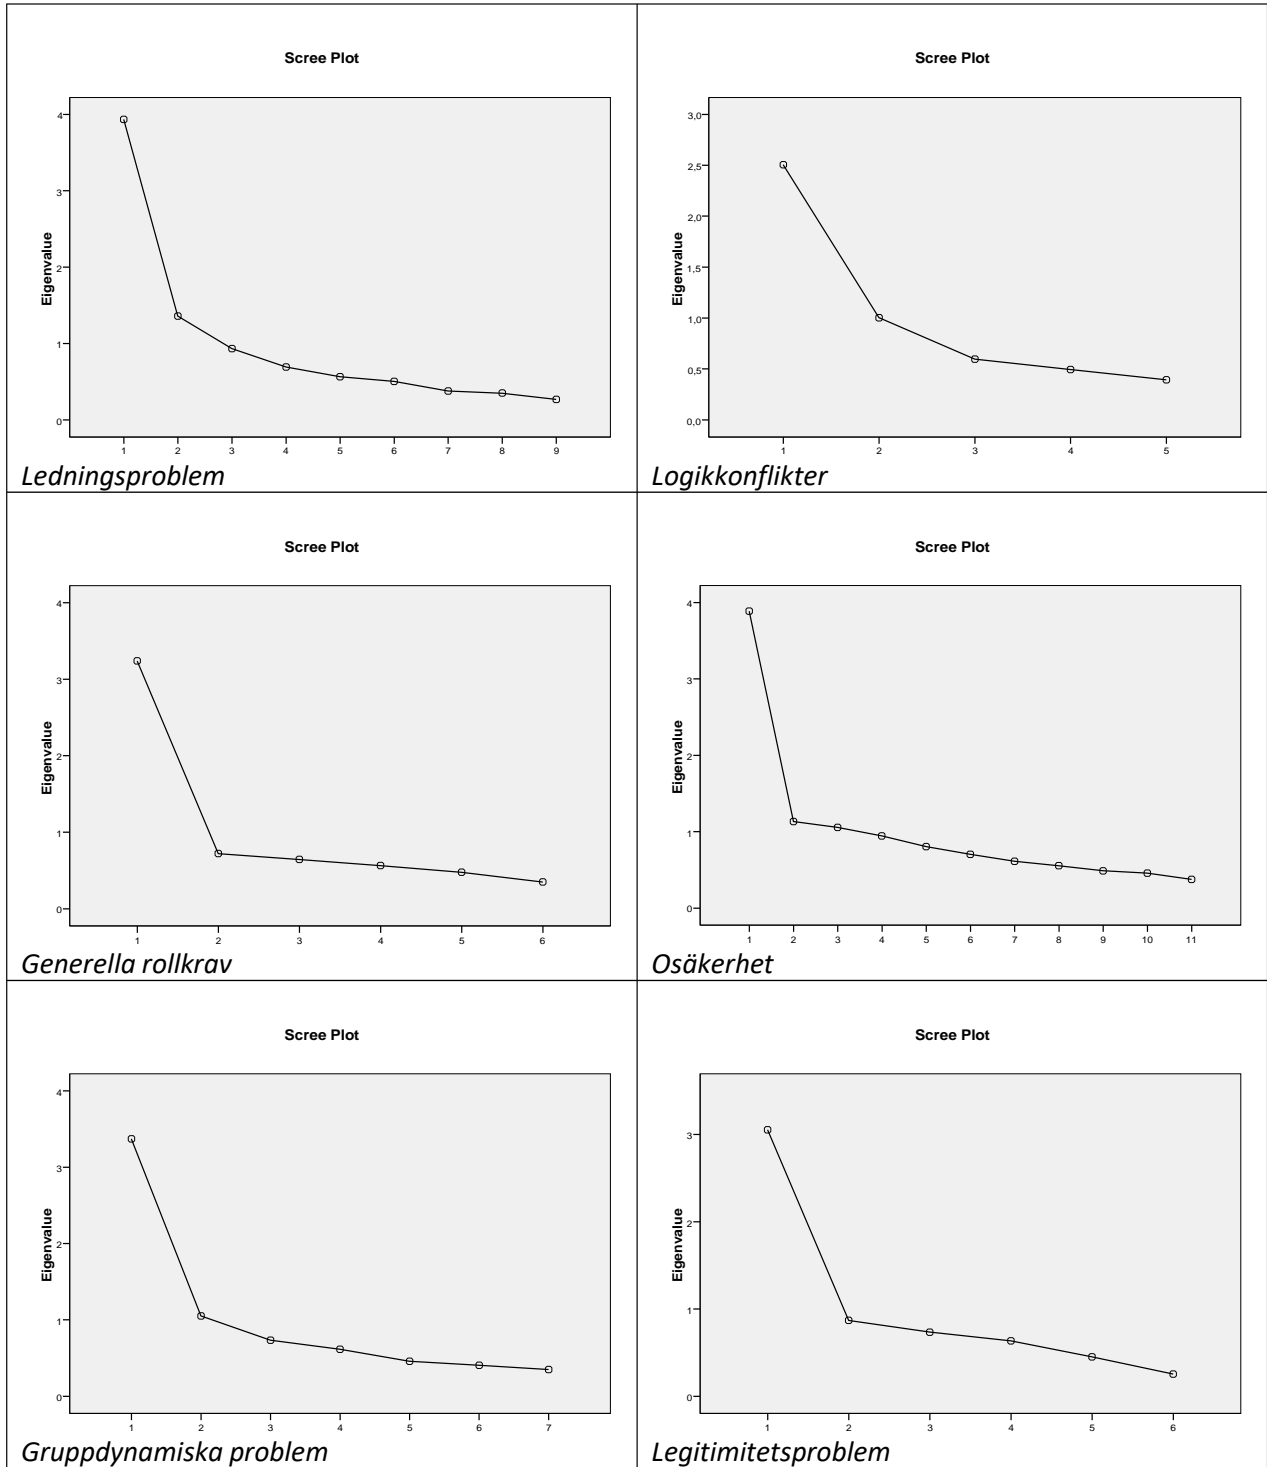 Scree Plot
Eigenvalue
4
3
2
1
0
1 2 3 4 5 6 7 8 9
Ledningsproblem
Scree Plot
Eigenvalue
3,0
2,5
2,0
1,5
1,0
0,5
0,0
1 2 3 4 5
Logikkonflikter
Scree Plot
Eigenvalue
4
3
2
1
0
1 2 3 4 5 6
Generella rollkrav
Scree Plot
Eigenvalue
4
3
2
1
0
1 2 3 4 5 6 7 8 9 10 11
Osäkerhet
Scree Plot
Eigenvalue
4
3
2
1
0
1 2 3 4 5 6 7
Gruppdynamiska problem
Scree Plot
Eigenvalue
3
2
1
0
1 2 3 4 5 6
Legitimitetsproblem